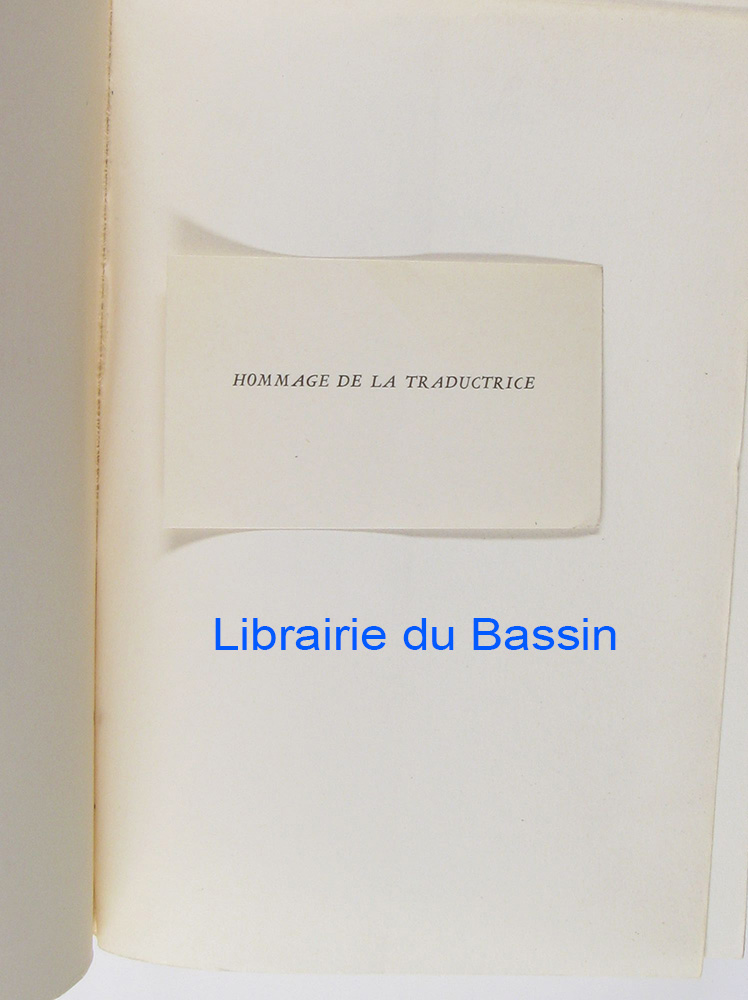 HOMMAGE DE LA TRADUCTRICE
Librairie du Bassin